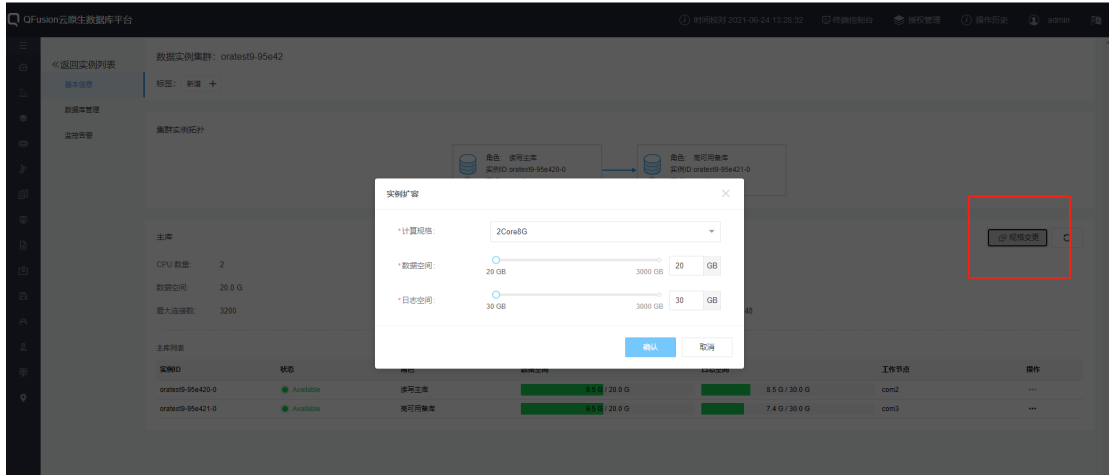 QFusion云原生数据库平台
时间校对 2021-06-24 13:28:32 终端控制台 授权管理 操作历史 admin
«返回实例列表
基本信息
数据库管理
监控告警
数据实例集群：oratest9-95e42
标签： 新增 +
集群实例拓扑
角色 读写主库
实例ID oratest9-95e420-0
角色 高可用备库
实例ID oratest9-95e421-0
主库
规格变更
CPU 数量: 2
数据空间: 20.0 G
最大连接数: 3200
实例扩容
*计算规格: 2Core8G
*数据空间: 20 GB 3000 GB 20 GB
*日志空间: 30 GB 3000 GB 30 GB
确认 取消
主库列表
实例ID 状态 角色 数据空间 日志空间 工作节点 操作
oratest9-95e420-0 Available 读写主库 9.5 G / 20.0 G 8.5 G / 30.0 G com2 ...
oratest9-95e421-0 Available 高可用备库 9.5 G / 20.0 G 7.4 G / 30.0 G com3 ...